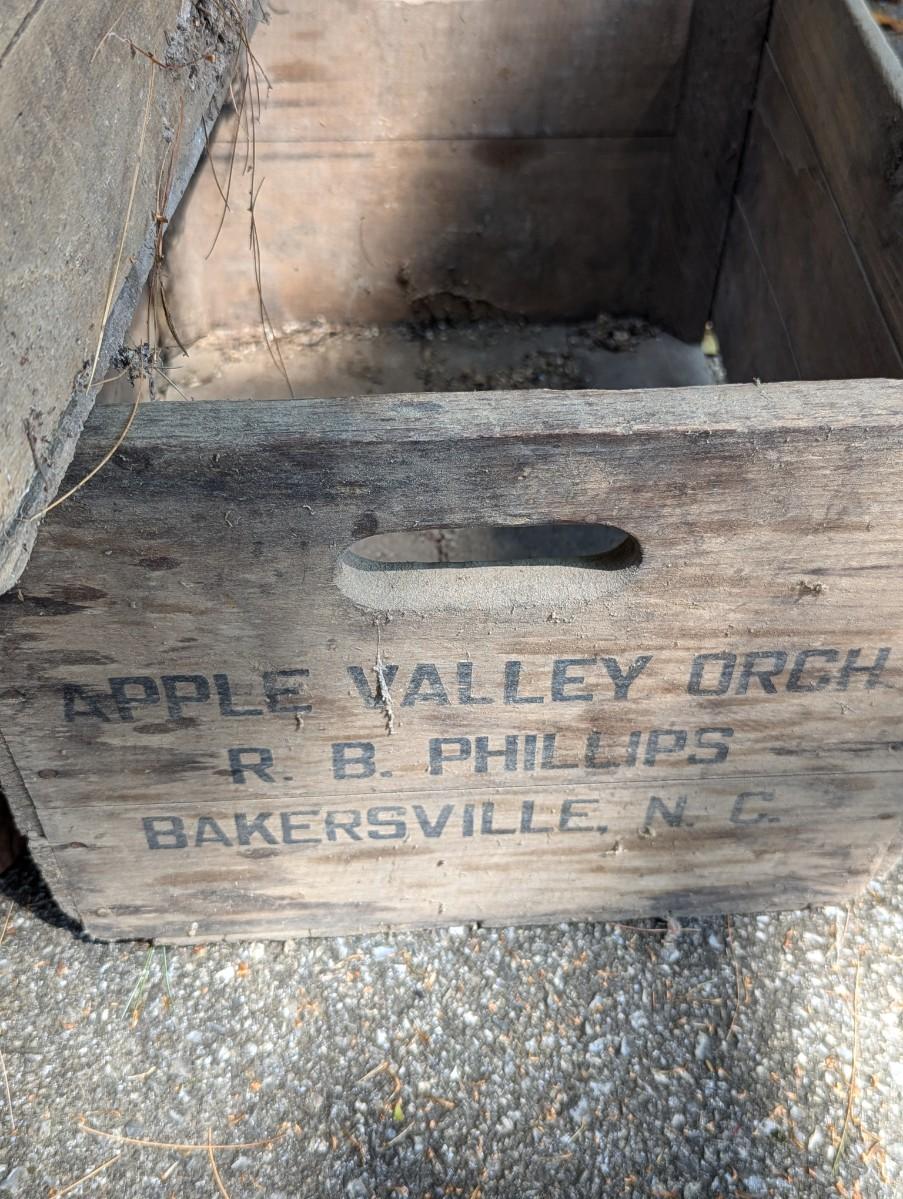 APPLE VALLEY ORCH
R. B. PHILLIPS
BAKERSVILLE, N. C.